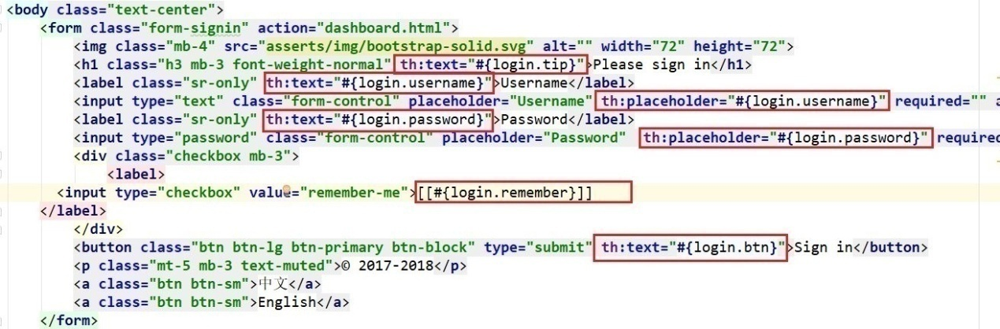 <body class="text-center">
<form class="form-signin" action="dashboard.html">
<img class="mb-4" src="asserts/img/bootstrap-solid.svg" alt="" width="72" height="72">
<h1 class="h3 mb-3 font-weight-normal" th:text="#{login.tip}">Please sign in</h1>
<label class="sr-only" th:text="#{login.username}">Username</label>
<input type="text" class="form-control" placeholder="Username" th:placeholder="#{login.username}" required="" a
<label class="sr-only" th:text="#{login.password}">Password</label>
<input type="password" class="form-control" placeholder="Password" th:placeholder="#{login.password}" required
<div class="checkbox mb-3">
<label>
<input type="checkbox" value="remember-me">[[#{login.remember}]]
</label>
</div>
<button class="btn btn-lg btn-primary btn-block" type="submit" th:text="#{login.btn}">Sign in</button>
<p class="mt-5 mb-3 text-muted">© 2017-2018</p>
<a class="btn btn-sm">中文</a>
<a class="btn btn-sm">English</a>
</form>